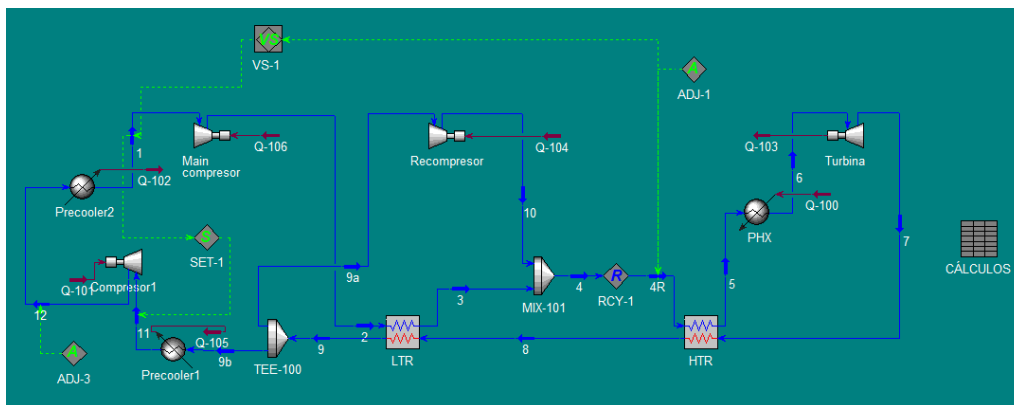 VS
VS-1
A
ADJ-1
1
Main
compresor
Q-106
Q-102
Precooler2
Recompresor
Q-104
Q-103
Turbina
6
Q-100
PHX
7
CÁLCULOS
10
S
SET-1
Q-101
Compresor1
9a
3
MIX-101
4
R
RCY-1
4R
5
12
11
Q-105
Precooler1
9b
TEE-100
9
2
LTR
8
HTR
A
ADJ-3